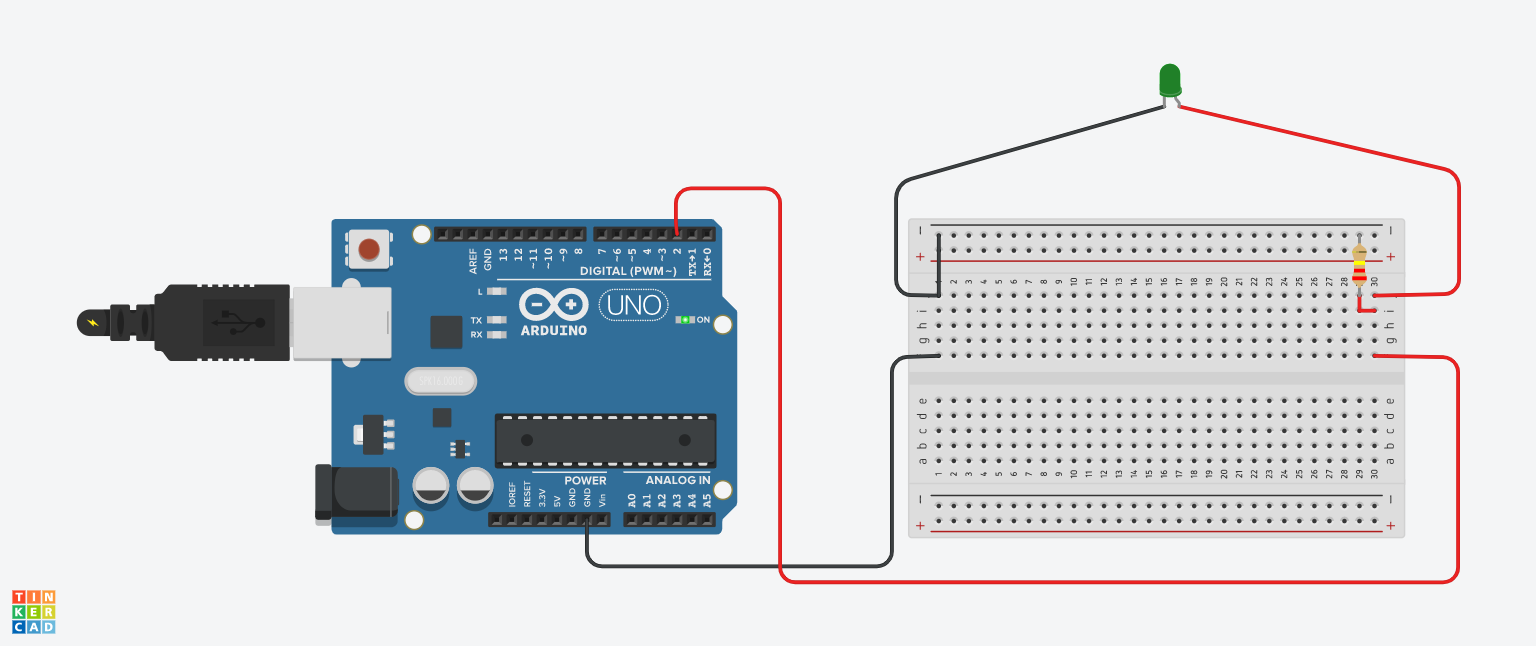 AREF
GND
13
12
~11
~10
~9
8
7
~6
~5
4
~3
2
TX→1
RX←0
DIGITAL (PWM~)
L
TX
RX
ARDUINO
UNO
ON
POWER
ANALOG IN
IOREF
RESET
3.3V
5V
GND
GND
Vin
A0
A1
A2
A3
A4
A5
− −
+ +
1 2 3 4 5 6 7 8 9 10 11 12 13 14 15 16 17 18 19 20 21 22 23 24 25 26 27 28 30
i i
h h
g g
e e
d d
c c
b b
a a
1 2 3 4 5 6 7 8 9 10 11 12 13 14 15 16 17 18 19 20 21 22 23 24 25 26 27 28 29 30
− −
+ +
TIN
KER
CAD